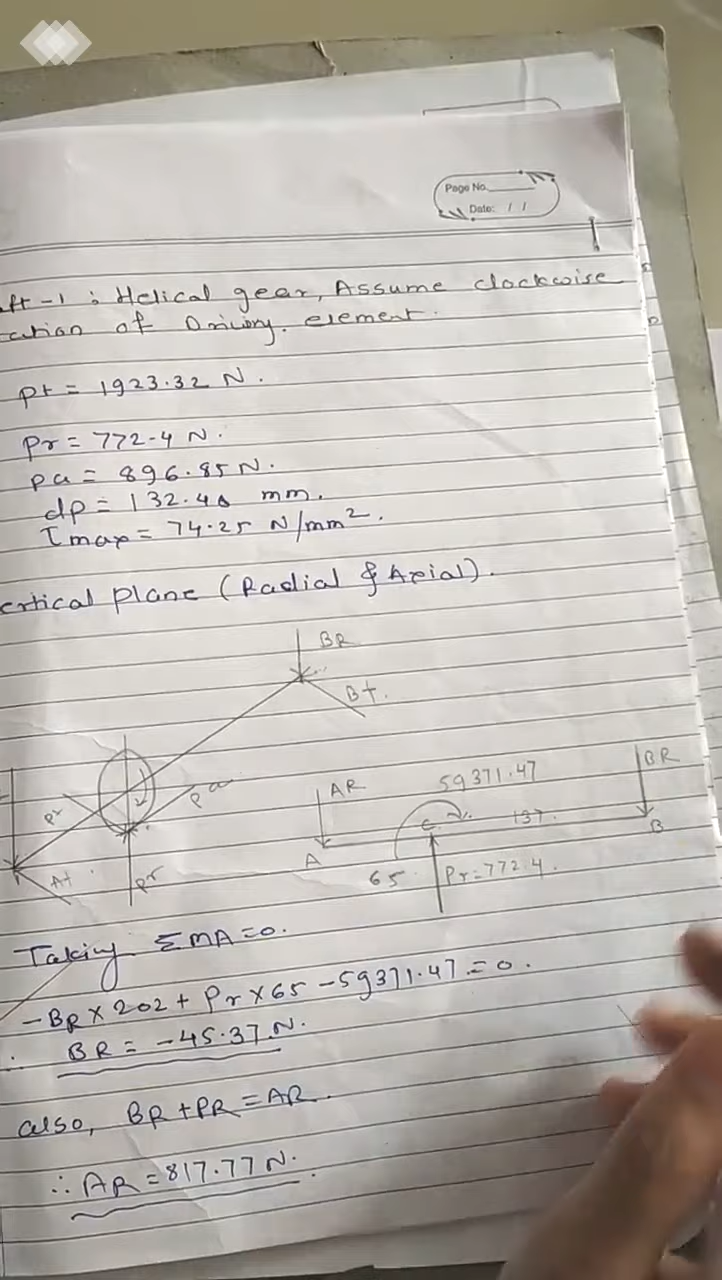 Page No.
Date: / /
ft-1 : Helical gear, Assume clockwise
ation of Driving. element.
Pt = 1923.32 N.
Pr = 772.4 N.
Pa = 896.85 N.
dp = 132.40 mm.
τmax = 74.25 N/mm².
ertical Plane (Radial & Axial).
BR
Bt.
Pr
Pa
At
Pr
AR
59371.47
BR
C
137.
A
B
65
Pr=772.4.
Taking ΣMA=0.
-BR×202 + Pr×65 -59371.47 = 0.
∴ BR = -45.37 N.
also, BR+PR=AR.
∴ AR = 817.77 N.